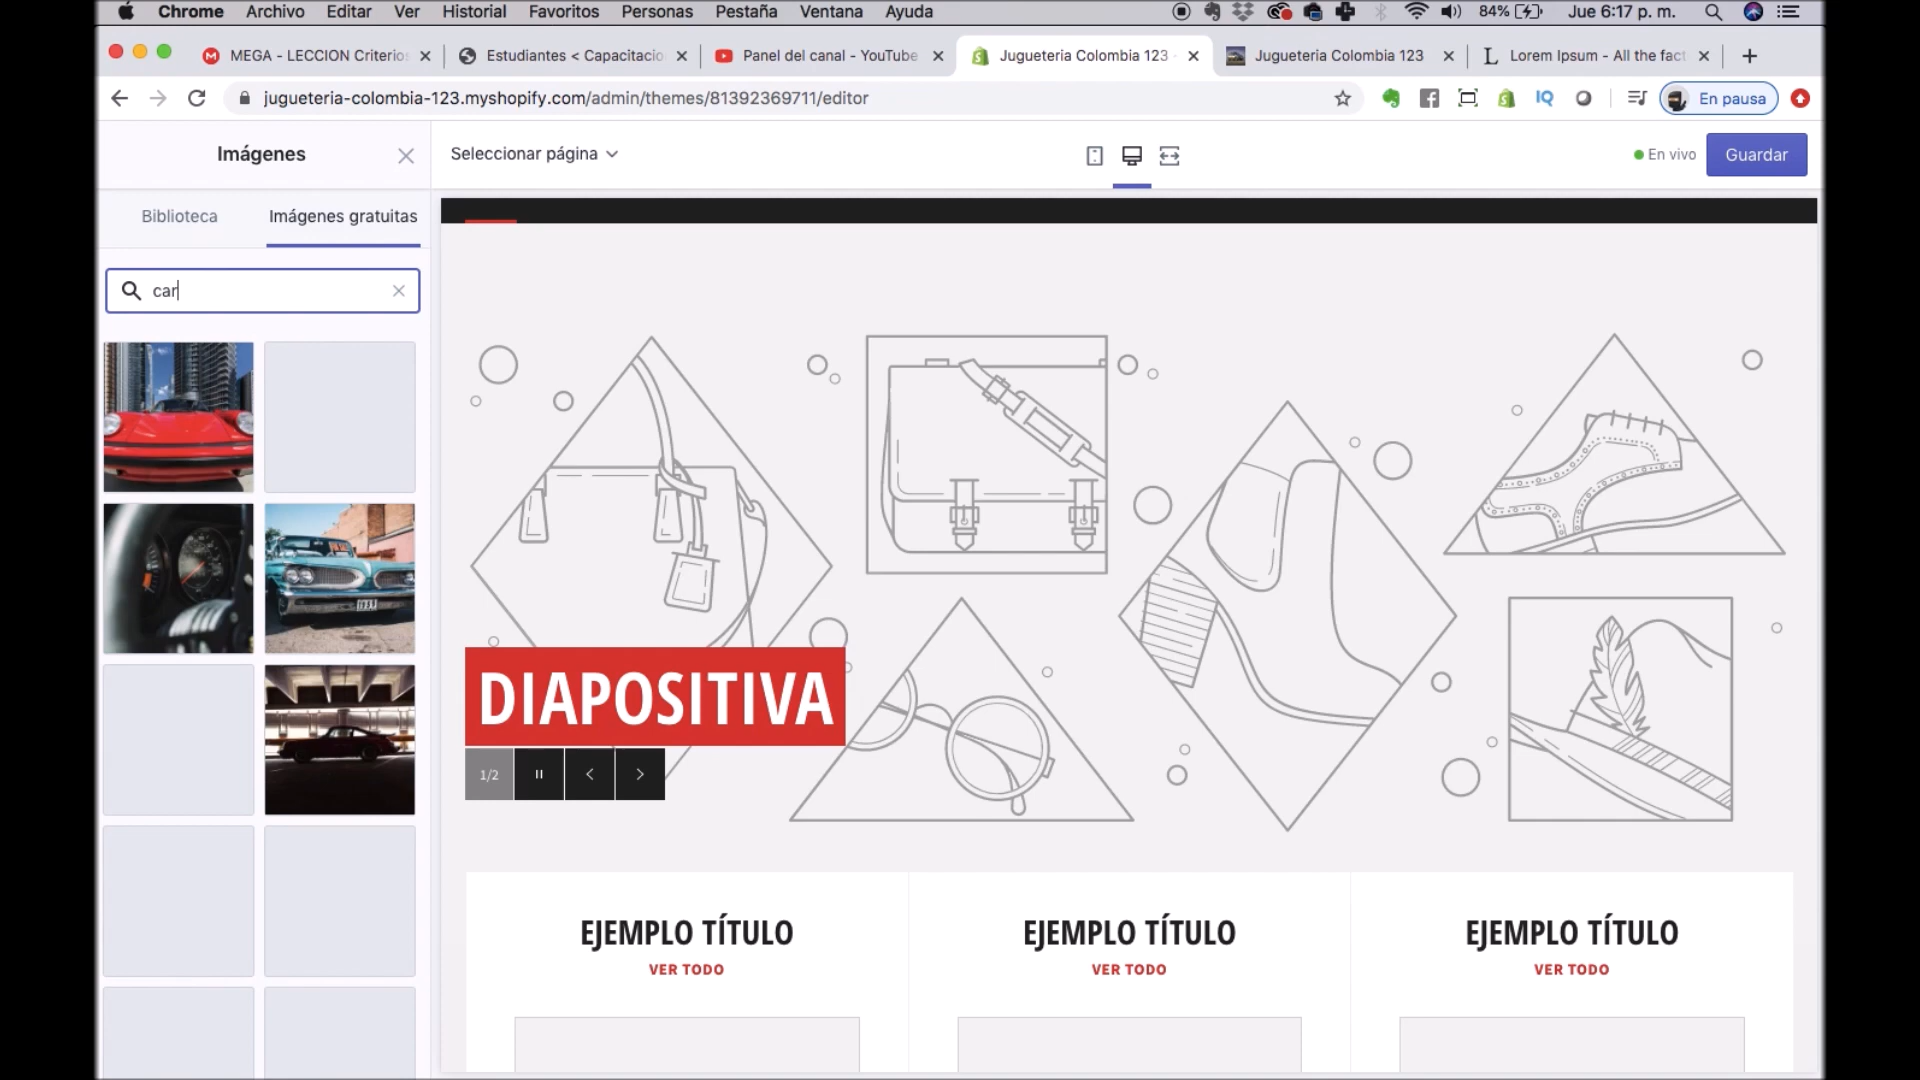 Chrome Archivo Editar Ver Historial Favoritos Personas Pestaña Ventana Ayuda 84% Jue 6:17 p. m.
MEGA - LECCION Criterios Estudiantes < Capacitacio Panel del canal - YouTube Jugueteria Colombia 123 Jugueteria Colombia 123 Lorem Ipsum - All the fact
jugueteria-colombia-123.myshopify.com/admin/themes/81392369711/editor IQ En pausa
Imágenes Seleccionar página En vivo Guardar
Biblioteca Imágenes gratuitas
car
DIAPOSITIVA
1/2
EJEMPLO TÍTULO EJEMPLO TÍTULO EJEMPLO TÍTULO
VER TODO VER TODO VER TODO